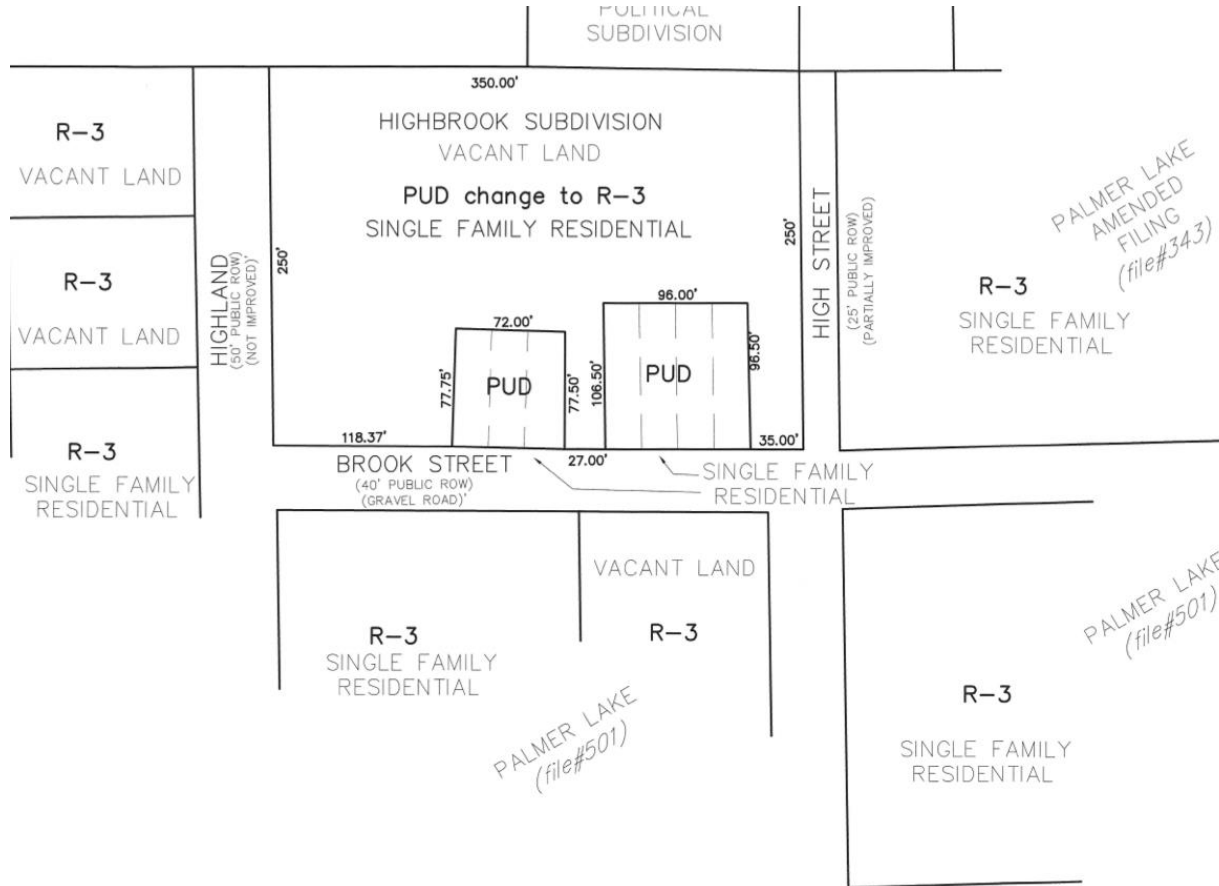 POLITICAL
SUBDIVISION
350.00'
HIGHBROOK SUBDIVISION
VACANT LAND
PUD change to R-3
SINGLE FAMILY RESIDENTIAL
R-3
VACANT LAND
R-3
VACANT LAND
R-3
SINGLE FAMILY
RESIDENTIAL
HIGHLAND
(50' PUBLIC ROW)
(NOT IMPROVED)'
250'
250'
HIGH STREET
(25' PUBLIC ROW)
(PARTIALLY IMPROVED)
PALMER LAKE
AMENDED
FILING
(file#343)
R-3
SINGLE FAMILY
RESIDENTIAL
72.00'
77.75'
PUD
77.50'
96.00'
106.50'
PUD
96.50'
118.37'
27.00'
35.00'
BROOK STREET
(40' PUBLIC ROW)
(GRAVEL ROAD)'
SINGLE FAMILY
RESIDENTIAL
VACANT LAND
R-3
R-3
SINGLE FAMILY
RESIDENTIAL
PALMER LAKE
(file#501)
PALMER LAKE
(file#501)
R-3
SINGLE FAMILY
RESIDENTIAL